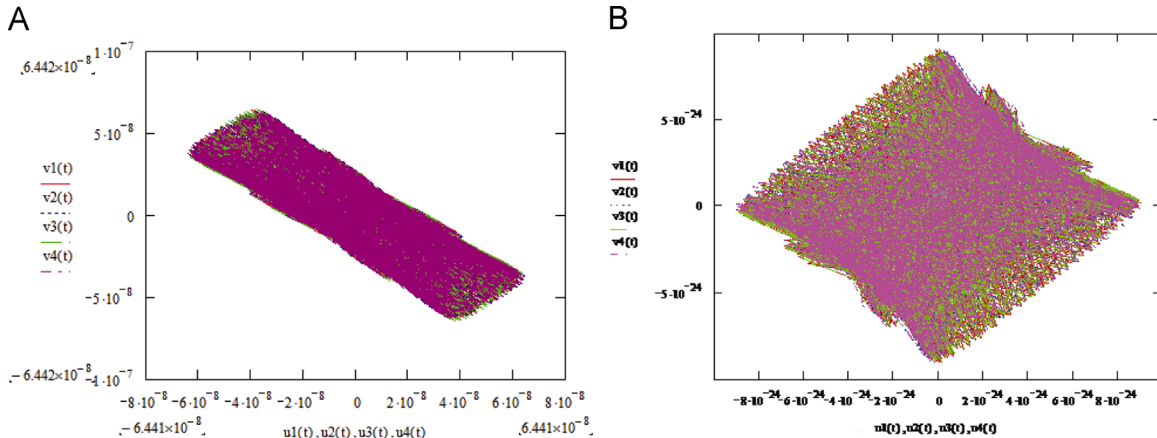 A
B
1·10⁻⁷
6.442×10⁻⁸
5·10⁻⁸
0
−5·10⁻⁸
−6.442×10⁻⁸
−1·10⁻⁷
v1(t)
v2(t)
v3(t)
v4(t)
−8·10⁻⁸ −6·10⁻⁸ −4·10⁻⁸ −2·10⁻⁸ 0 2·10⁻⁸ 4·10⁻⁸ 6·10⁻⁸ 8·10⁻⁸
−6.441×10⁻⁸ u1(t),u2(t),u3(t),u4(t) 6.441×10⁻⁸
5·10⁻²⁴
0
−5·10⁻²⁴
v1(t)
v2(t)
v3(t)
v4(t)
−8·10⁻²⁴ −6·10⁻²⁴ −4·10⁻²⁴ −2·10⁻²⁴ 0 2·10⁻²⁴ 4·10⁻²⁴ 6·10⁻²⁴ 8·10⁻²⁴
u1(t),u2(t),u3(t),u4(t)